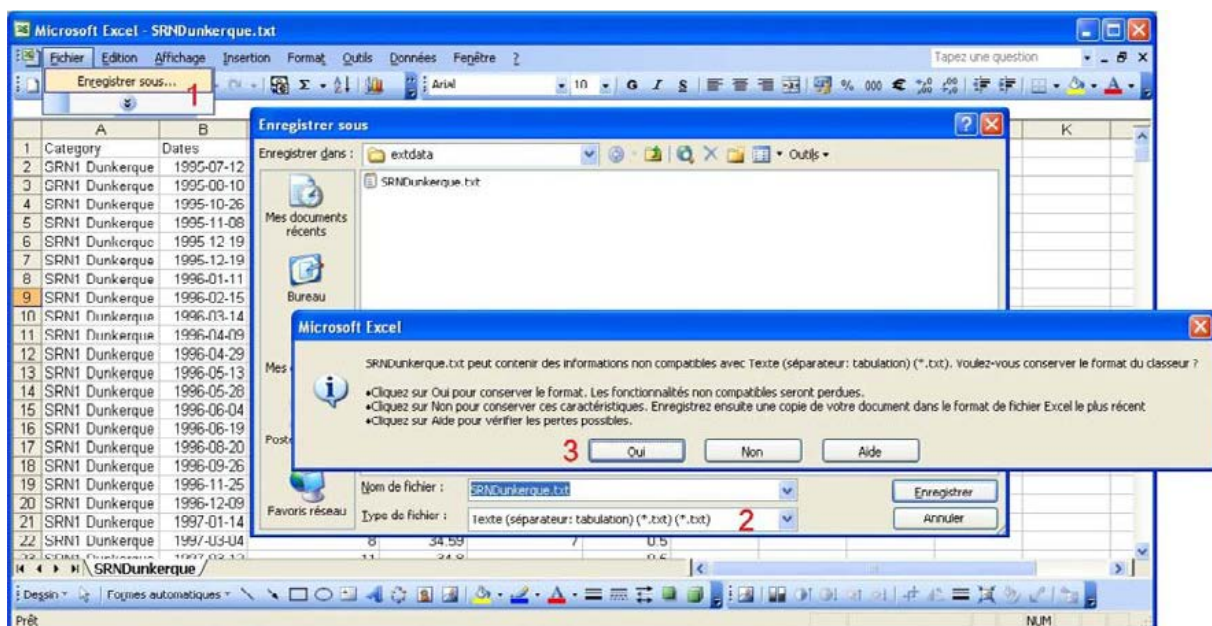 Microsoft Excel - SRNDunkerque.txt
Fichier Edition Affichage Insertion Format Outils Données Fenêtre ?
Tapez une question
Enregistrer sous...
1
Arial 10 G I S % 000 €
A B K
1 Category Dates
2 SRN1 Dunkerque 1995-07-12
3 SRN1 Dunkerque 1995-08-10
4 SRN1 Dunkerque 1995-10-26
5 SRN1 Dunkerque 1995-11-08
6 SRN1 Dunkerque 1995-12-19
7 SRN1 Dunkerque 1995-12-19
8 SRN1 Dunkerque 1996-01-11
9 SRN1 Dunkerque 1996-02-15
10 SRN1 Dunkerque 1996-03-14
11 SRN1 Dunkerque 1996-04-09
12 SRN1 Dunkerque 1996-04-29
13 SRN1 Dunkerque 1996-05-13
14 SRN1 Dunkerque 1996-05-28
15 SRN1 Dunkerque 1996-06-04
16 SRN1 Dunkerque 1996-06-19
17 SRN1 Dunkerque 1996-08-20
18 SRN1 Dunkerque 1996-09-26
19 SRN1 Dunkerque 1996-11-25
20 SRN1 Dunkerque 1996-12-09
21 SRN1 Dunkerque 1997-01-14
22 SRN1 Dunkerque 1997-03-04 8 34.59 7 0.5
Enregistrer sous
Enregistrer dans : extdata Outils
SRNDunkerque.txt
Mes documents
récents
Bureau
Mes
Poste
Favoris réseau
Microsoft Excel
SRNDunkerque.txt peut contenir des informations non compatibles avec Texte (séparateur: tabulation) (*.txt). Voulez-vous conserver le format du classeur ?
•Cliquez sur Oui pour conserver le format. Les fonctionnalités non compatibles seront perdues.
•Cliquez sur Non pour conserver ces caractéristiques. Enregistrez ensuite une copie de votre document dans le format de fichier Excel le plus récent
•Cliquez sur Aide pour vérifier les pertes possibles.
3 Oui Non Aide
Nom de fichier : SRNDunkerque.txt Enregistrer
Type de fichier : Texte (séparateur: tabulation) (*.txt) (*.txt) 2 Annuler
SRNDunkerque
Dessin Formes automatiques
Prêt NUM